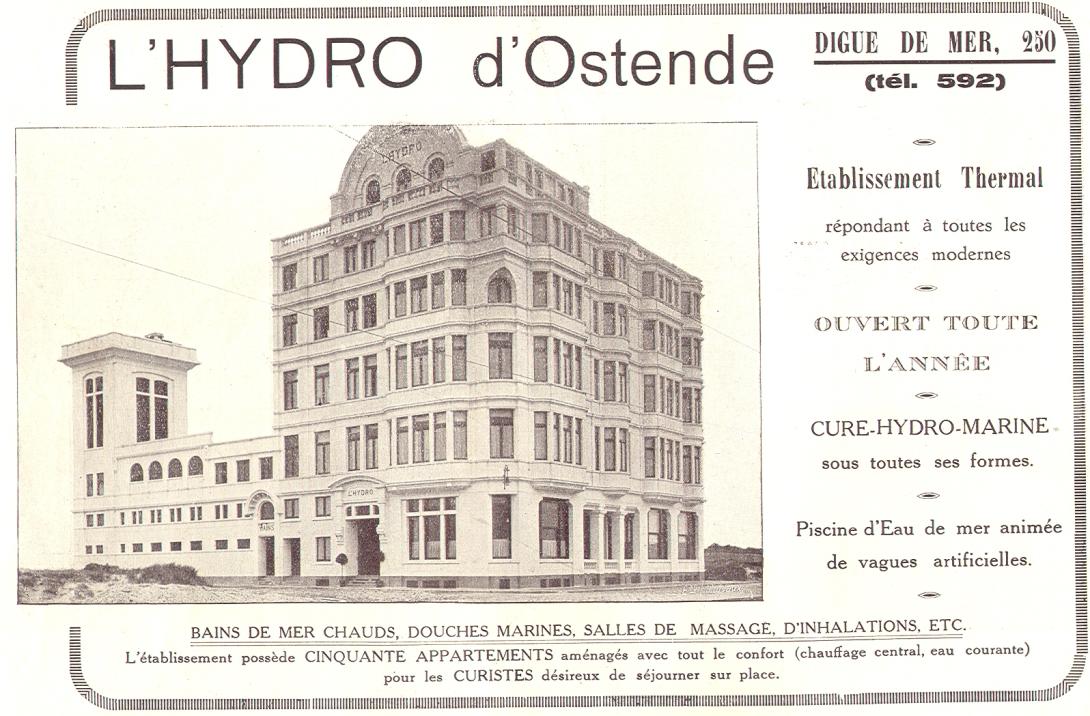 L'HYDRO d'Ostende
DIGUE DE MER, 250
(tél. 592)
Etablissement Thermal
répondant à toutes les
exigences modernes
OUVERT TOUTE
L'ANNÊE
CURE-HYDRO-MARINE
sous toutes ses formes.
Piscine d'Eau de mer animée
de vagues artificielles.
L'HYDRO
L'HYDRO
BAINS
BAINS DE MER CHAUDS, DOUCHES MARINES, SALLES DE MASSAGE, D'INHALATIONS, ETC.
L'établissement possède CINQUANTE APPARTEMENTS aménagés avec tout le confort (chauffage central, eau courante)
pour les CURISTES désireux de séjourner sur place.